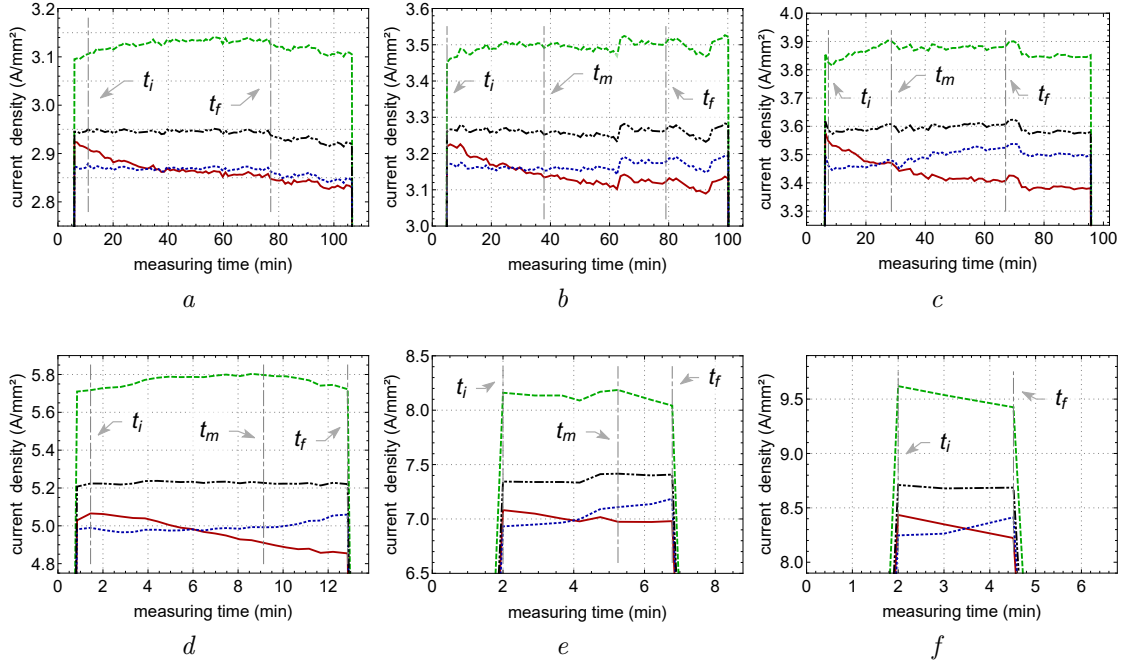 current density (A/mm²)
3.2
3.1
3.0
2.9
2.8
t_i
t_f
0 20 40 60 80 100
measuring time (min)
a
current density (A/mm²)
3.6
3.5
3.4
3.3
3.2
3.1
3.0
t_i
t_m
t_f
0 20 40 60 80 100
measuring time (min)
b
current density (A/mm²)
4.0
3.9
3.8
3.7
3.6
3.5
3.4
3.3
t_i
t_m
t_f
0 20 40 60 80 100
measuring time (min)
c
current density (A/mm²)
5.8
5.6
5.4
5.2
5.0
4.8
t_i
t_m
t_f
0 2 4 6 8 10 12
measuring time (min)
d
current density (A/mm²)
8.5
8.0
7.5
7.0
6.5
t_i
t_m
t_f
0 2 4 6 8
measuring time (min)
e
current density (A/mm²)
9.5
9.0
8.5
8.0
t_i
t_f
0 1 2 3 4 5 6
measuring time (min)
f